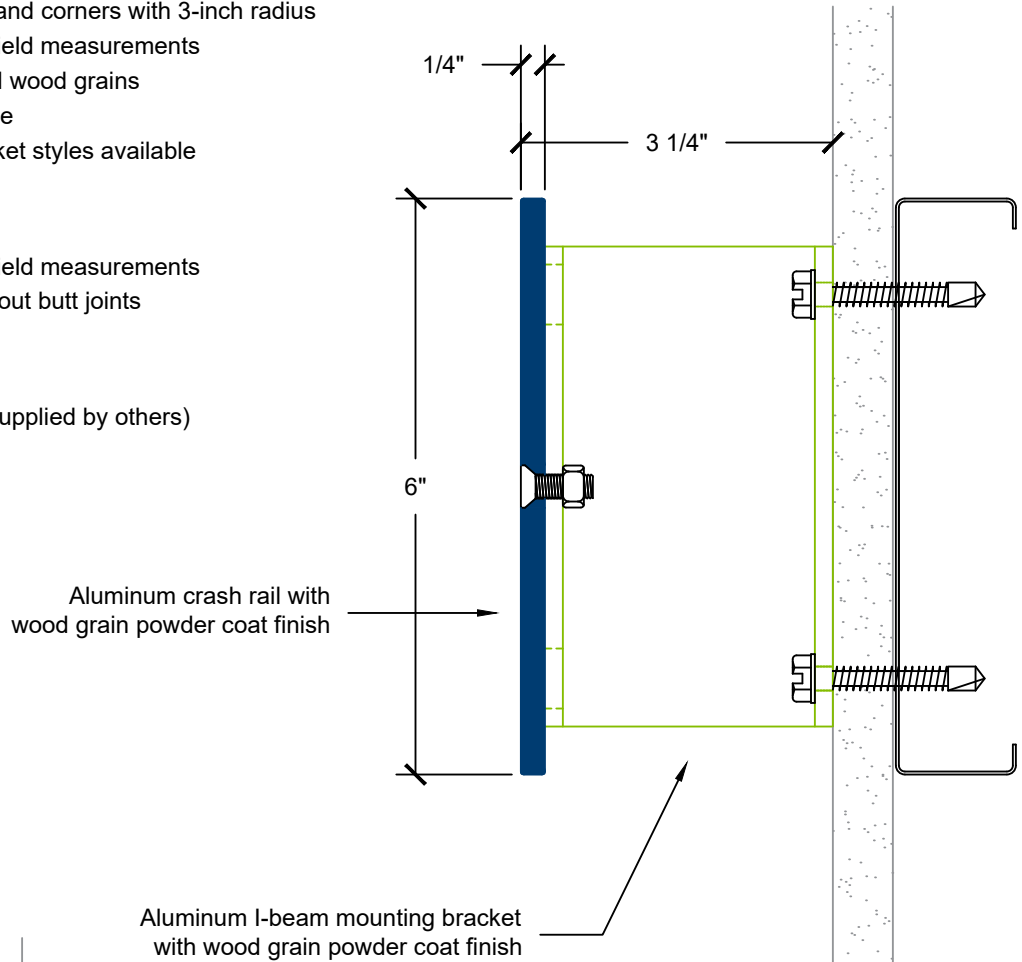 and corners with 3-inch radius
eld measurements
wood grains
ket styles available
eld measurements
out butt joints
upplied by others)
1/4"
3 1/4"
6"
Aluminum crash rail with
wood grain powder coat finish
Aluminum I-beam mounting bracket
with wood grain powder coat finish